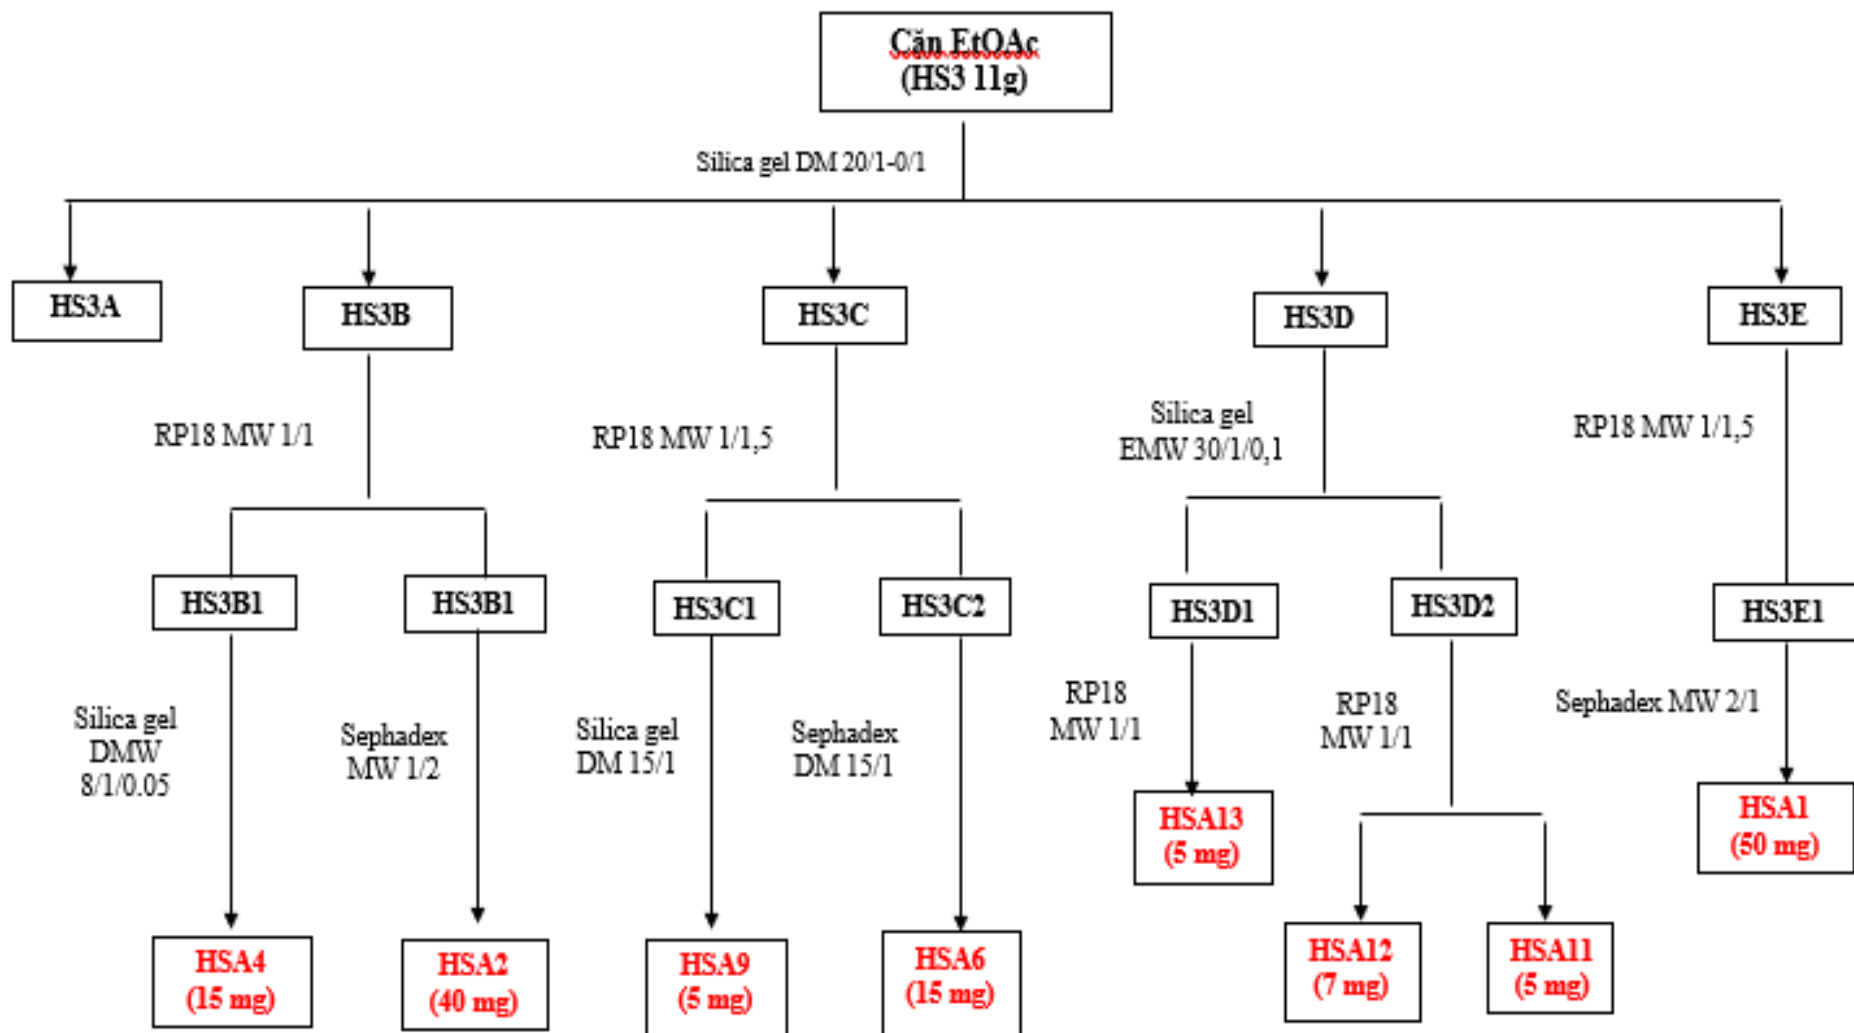 Căn EtOAc
(HS3 11g)
Silica gel DM 20/1-0/1
HS3A
HS3B
HS3C
HS3D
HS3E
RP18 MW 1/1
RP18 MW 1/1,5
Silica gel
EMW 30/1/0,1
RP18 MW 1/1,5
HS3B1
HS3B1
HS3C1
HS3C2
HS3D1
HS3D2
HS3E1
Silica gel
DMW
8/1/0.05
Sephadex
MW 1/2
Silica gel
DM 15/1
Sephadex
DM 15/1
RP18
MW 1/1
RP18
MW 1/1
Sephadex MW 2/1
HSA13
(5 mg)
HSA1
(50 mg)
HSA4
(15 mg)
HSA2
(40 mg)
HSA9
(5 mg)
HSA6
(15 mg)
HSA12
(7 mg)
HSA11
(5 mg)